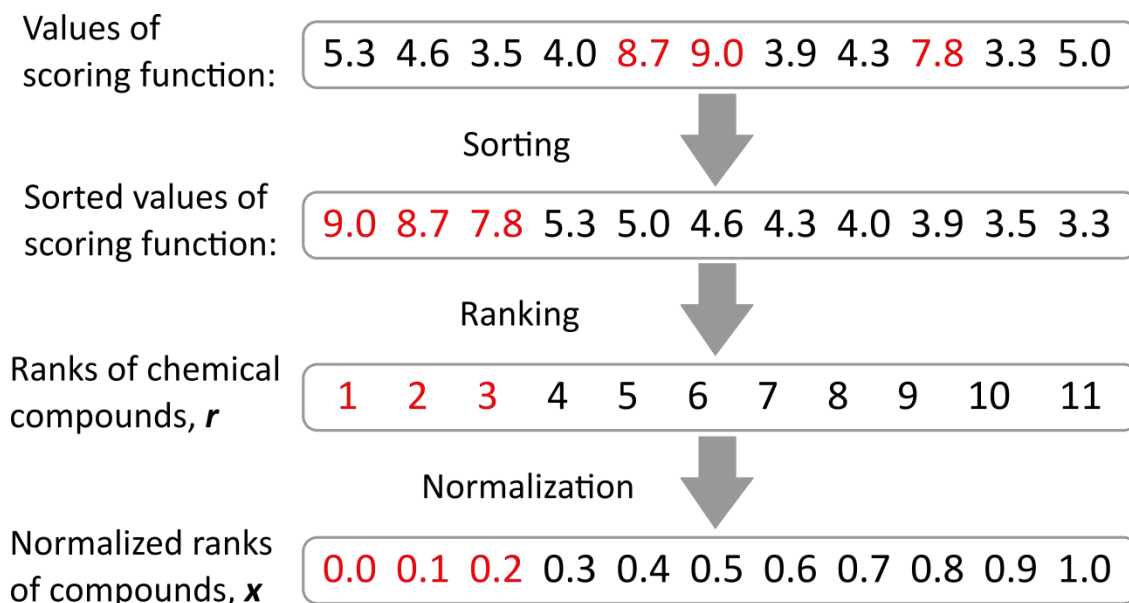 Values of
scoring function:
5.3 4.6 3.5 4.0 8.7 9.0 3.9 4.3 7.8 3.3 5.0
Sorting
Sorted values of
scoring function:
9.0 8.7 7.8 5.3 5.0 4.6 4.3 4.0 3.9 3.5 3.3
Ranking
Ranks of chemical
compounds, r
1 2 3 4 5 6 7 8 9 10 11
Normalization
Normalized ranks
of compounds, x
0.0 0.1 0.2 0.3 0.4 0.5 0.6 0.7 0.8 0.9 1.0